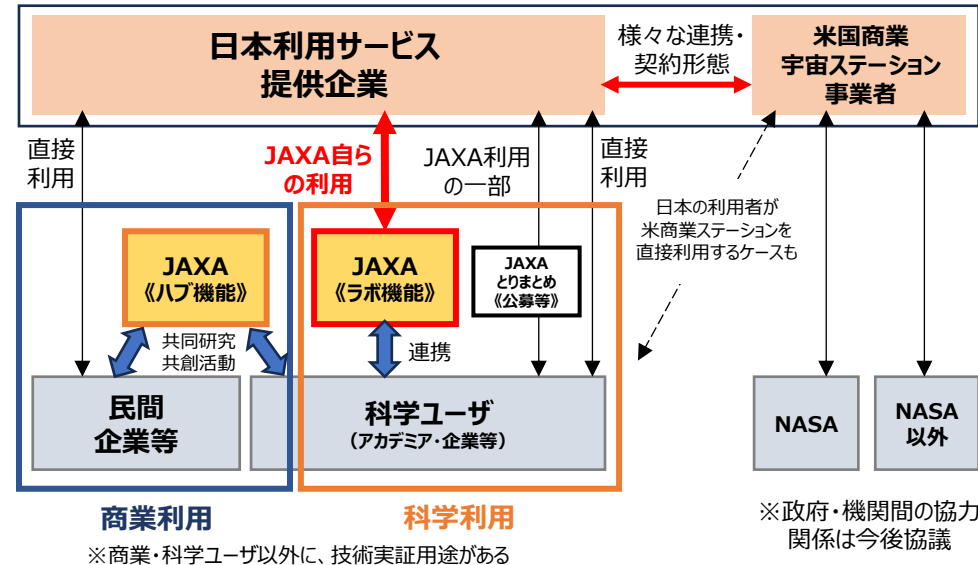 日本利用サービス
提供企業
様々な連携・
契約形態
米国商業
宇宙ステーション
事業者
直接
利用
JAXA自ら
の利用
JAXA利用
の一部
直接
利用
日本の利用者が
米商業ステーションを
直接利用するケースも
JAXA
《ハブ機能》
JAXA
《ラボ機能》
JAXA
とりまとめ
《公募等》
共同研究
共創活動
連携
民間
企業等
科学ユーザ
（アカデミア・企業等）
NASA
NASA
以外
商業利用
科学利用
※政府・機関間の協力
関係は今後協議
※商業・科学ユーザ以外に、技術実証用途がある